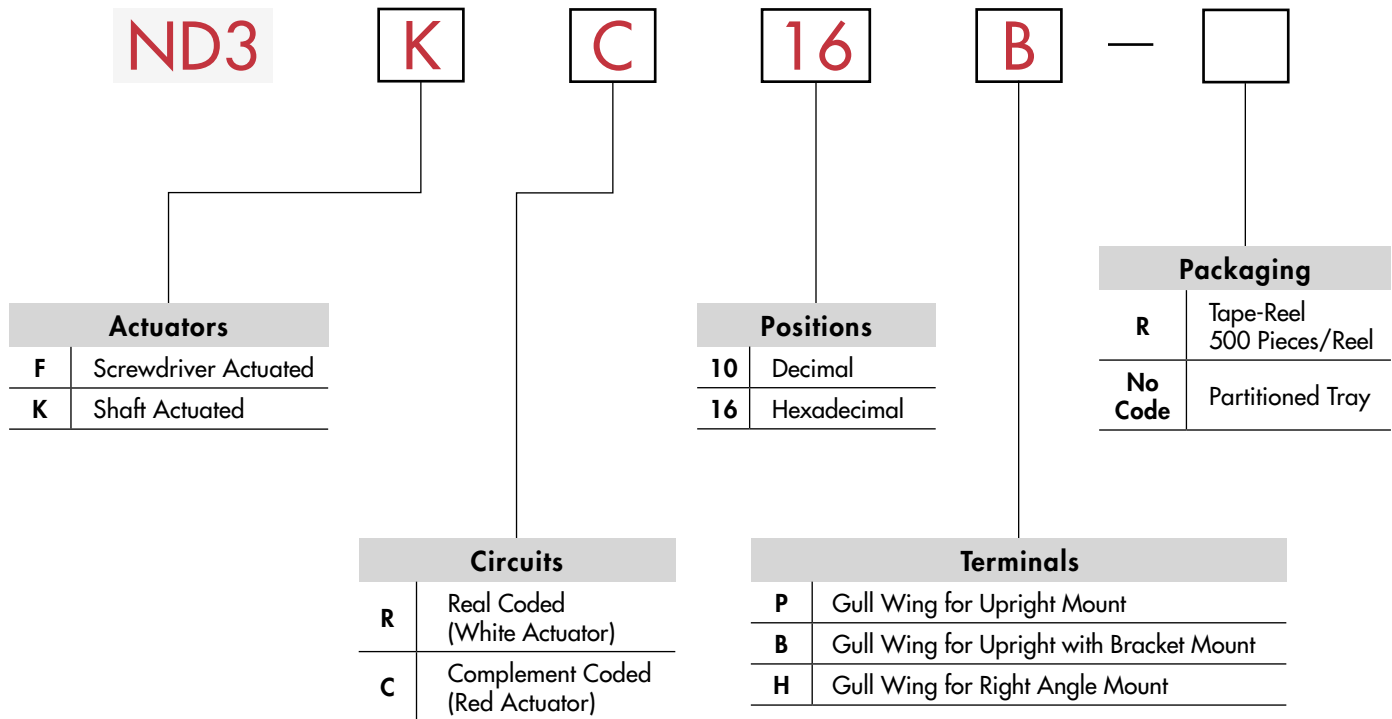 ND3 K C 16 B —
Packaging
R Tape-Reel
500 Pieces/Reel
No
Code Partitioned Tray
Actuators
F Screwdriver Actuated
K Shaft Actuated
Positions
10 Decimal
16 Hexadecimal
Circuits
R Real Coded
(White Actuator)
C Complement Coded
(Red Actuator)
Terminals
P Gull Wing for Upright Mount
B Gull Wing for Upright with Bracket Mount
H Gull Wing for Right Angle Mount